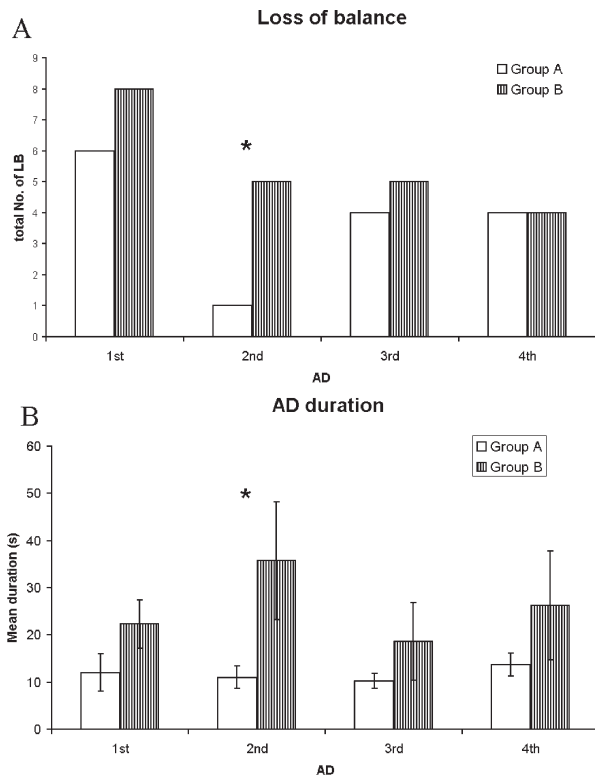 A
Loss of balance
Group A
Group B
total No. of LB
9
8
7
6
5
4
3
2
1
0
*
1st 2nd 3rd 4th
AD
B
AD duration
Group A
Group B
Mean duration (s)
60
50
40
30
20
10
0
*
1st 2nd 3rd 4th
AD